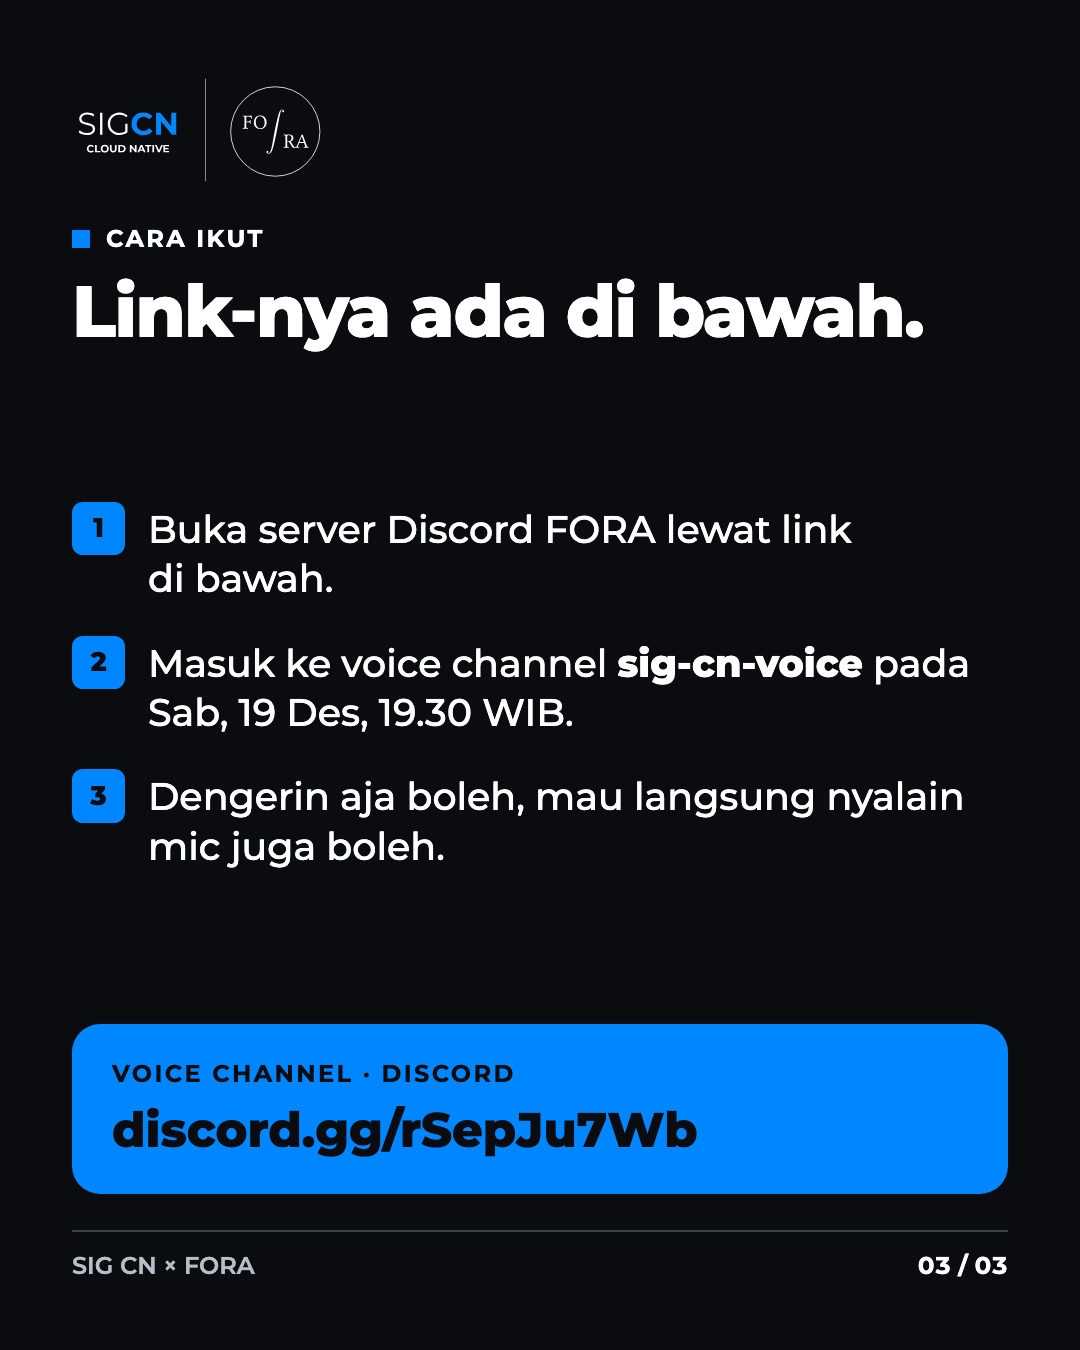 SIGCN
CLOUD NATIVE
FO RA
CARA IKUT
Link-nya ada di bawah.
1 Buka server Discord FORA lewat link
di bawah.
2 Masuk ke voice channel sig-cn-voice pada
Sab, 19 Des, 19.30 WIB.
3 Dengerin aja boleh, mau langsung nyalain
mic juga boleh.
VOICE CHANNEL · DISCORD
discord.gg/rSepJu7Wb
SIG CN × FORA
03 / 03